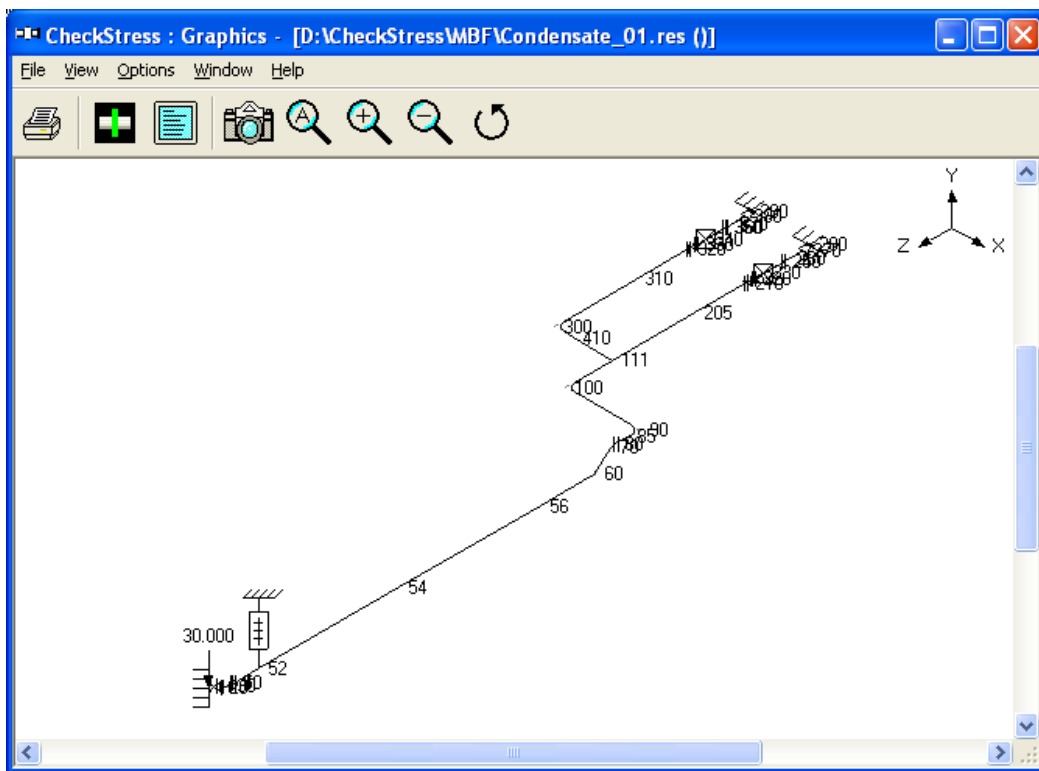 CheckStress : Graphics - [D:\CheckStress\MBF\Condensate_01.res ()]
File View Options Window Help
A
Y
Z
X
310
205
300
410
111
100
90
60
56
54
30.000
52